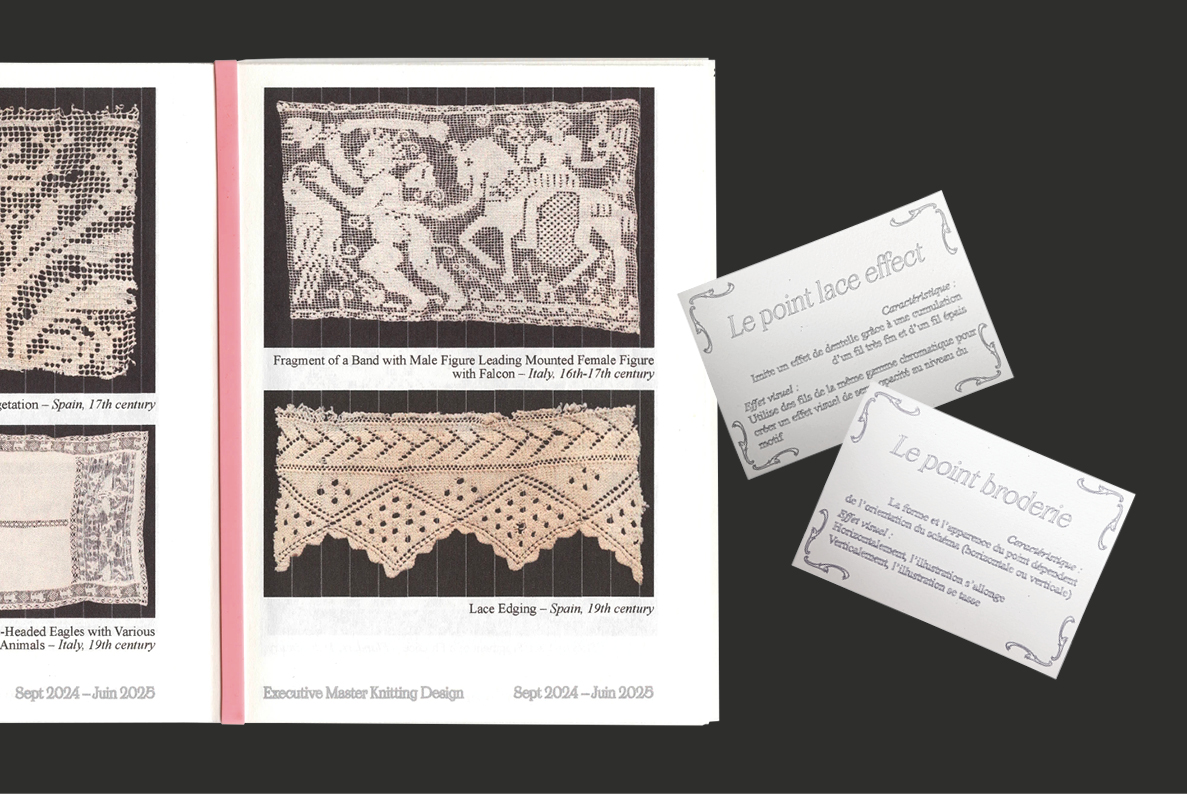 getation – Spain, 17th century
-Headed Eagles with Various
Animals – Italy, 19th century
Sept 2024 – Juin 2025
Fragment of a Band with Male Figure Leading Mounted Female Figure
with Falcon – Italy, 16th-17th century
Lace Edging – Spain, 19th century
Executive Master Knitting Design
Sept 2024 – Juin 2025
Le point lace effect
Caractéristique :
Imite un effet de dentelle grâce à une cumulation
d'un fil très fin et d'un fil épais
Effet visuel :
Utilise des fils de la même gamme chromatique pour
créer un effet visuel de semi opacité au niveau du
motif
Le point broderie
Caractéristique :
La forme et l'apparence du point dépendent
de l'orientation du schéma (horizontale ou verticale)
Effet visuel :
Horizontalement, l'illustration s'allonge
Verticalement, l'illustration se tasse